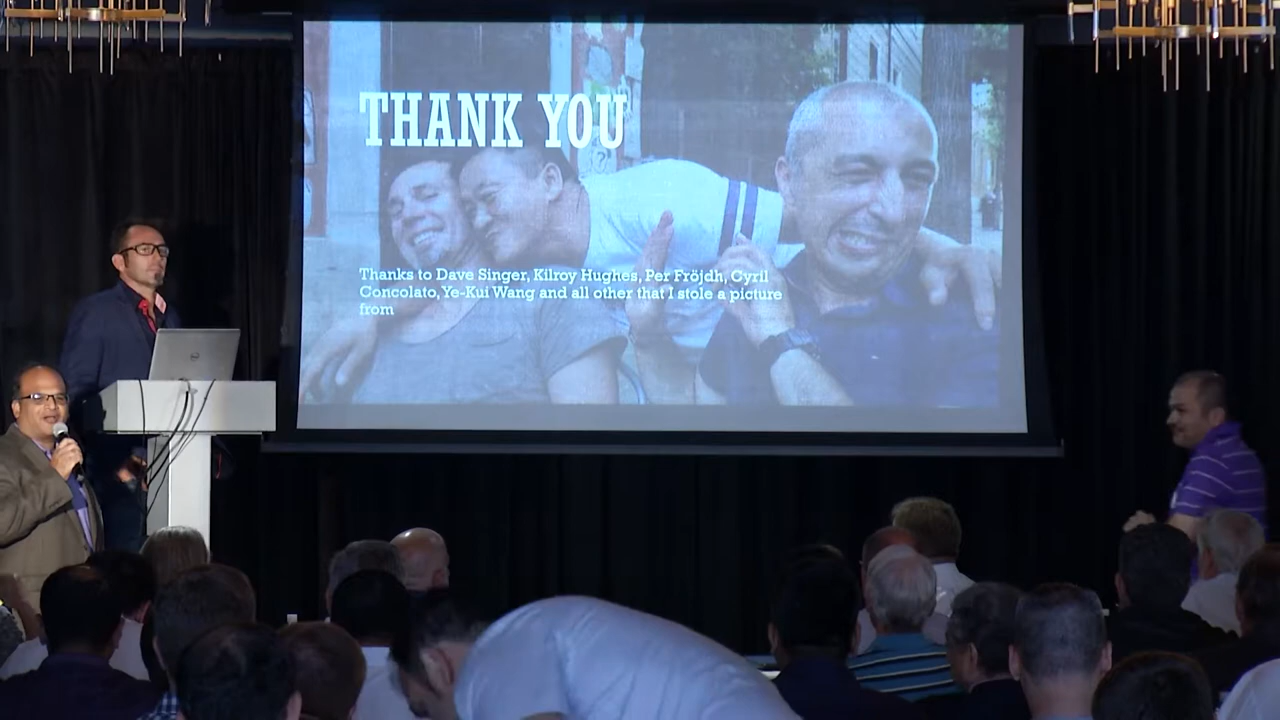 THANK YOU
Thanks to Dave Singer, Kilroy Hughes, Per Fröjdh, Cyril
Concolato, Ye-Kui Wang and all other that I stole a picture
from